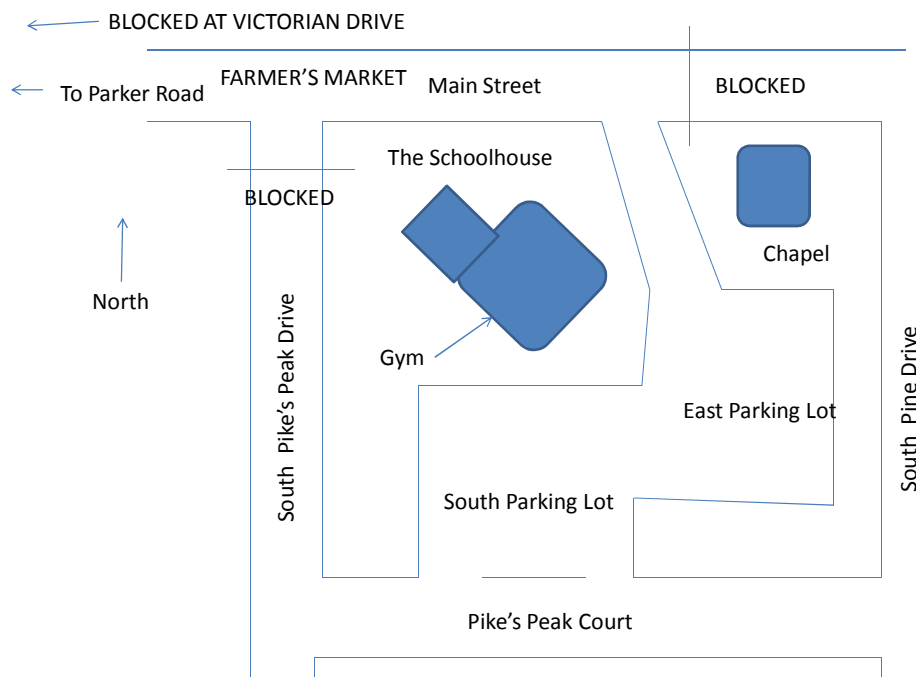 BLOCKED AT VICTORIAN DRIVE
FARMER’S MARKET
To Parker Road
Main Street
BLOCKED
The Schoolhouse
BLOCKED
Chapel
North
Gym
South Pike’s Peak Drive
East Parking Lot
South Pine Drive
South Parking Lot
Pike’s Peak Court